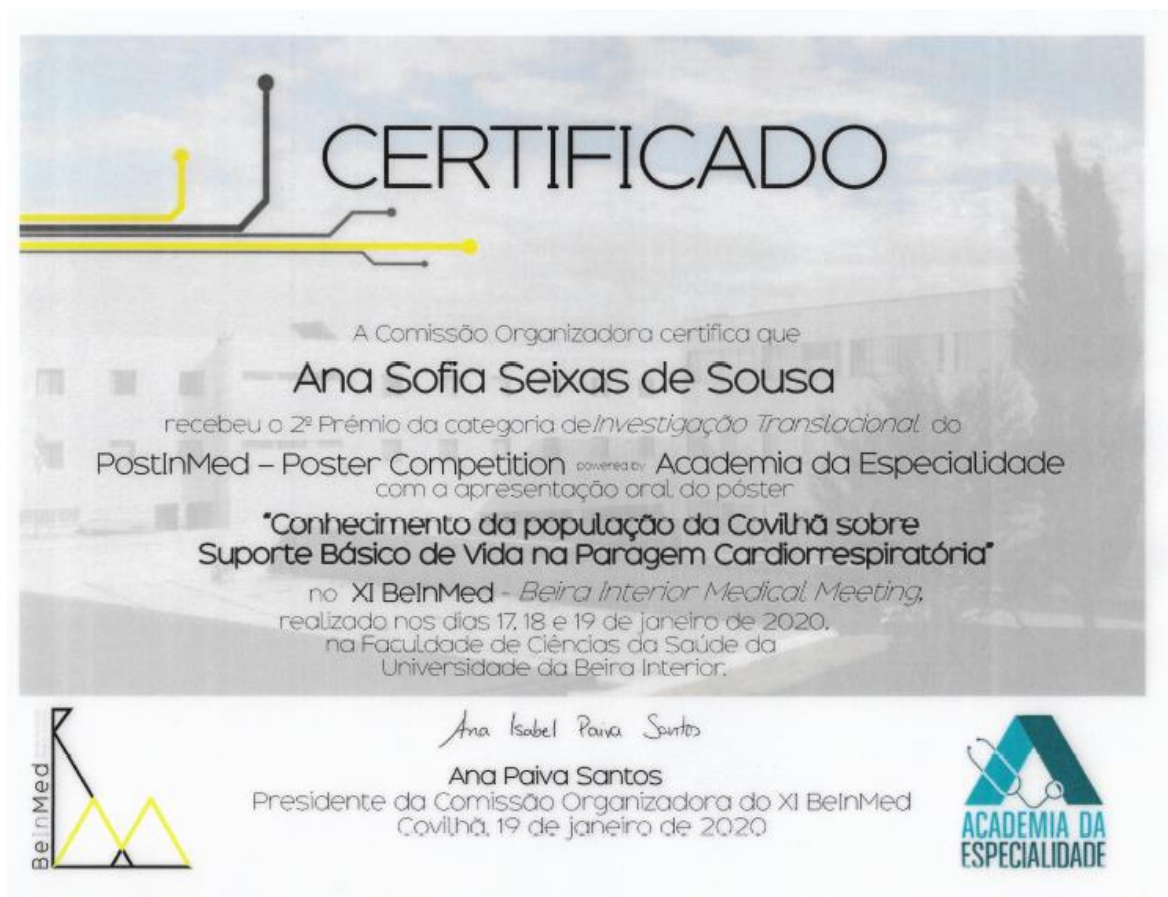 CERTIFICADO
A Comissão Organizadora certifica que
Ana Sofia Seixas de Sousa
recebeu o 2º Prémio da categoria de Investigação Translacional do
PostInMed – Poster Competition powered by Academia da Especialidade
com a apresentação oral do póster
"Conhecimento da população da Covilhã sobre
Suporte Básico de Vida na Paragem Cardiorrespiratória"
no XI BeInMed - Beira Interior Medical Meeting,
realizado nos dias 17, 18 e 19 de janeiro de 2020,
na Faculdade de Ciências da Saúde da
Universidade da Beira Interior.
Ana Isabel Paiva Santos
Ana Paiva Santos
Presidente da Comissão Organizadora do XI BeInMed
Covilhã, 19 de janeiro de 2020
BeInMed
ACADEMIA DA
ESPECIALIDADE